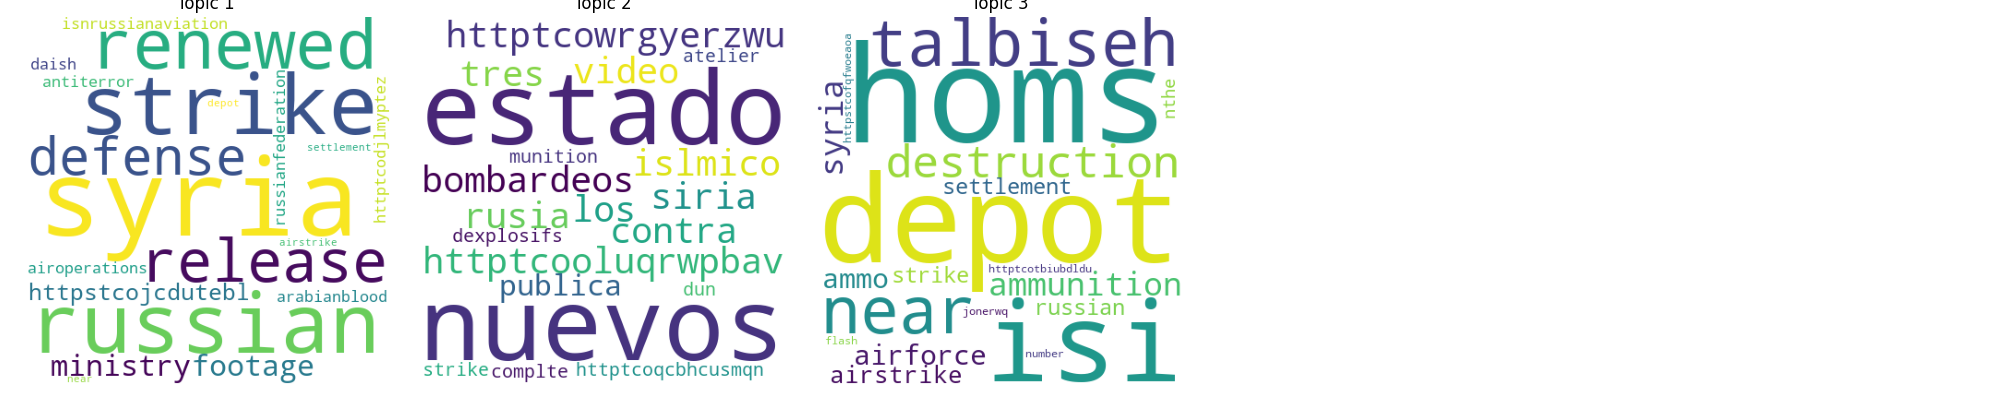 Topic 1
isnrussianaviation
renewed
daish
antiterror
strike
depot
russianfederation
httptcodjlmyptez
defense
settlement
syria
airstrike
release
airoperations
httpstcojcdutebl
arabianblood
russian
ministry
footage
near
Topic 2
httptcowrgyerzwu
atelier
tres
video
estado
munition
islmico
bombardeos
siria
rusia
los
contra
dexplosifs
httptcooluqrwpbav
publica
dun
nuevos
strike
complte
httptcoqcbhcusmqn
Topic 3
talbiseh
httpstcofqfwoeaoa
homs
nthe
syria
destruction
settlement
depot
ammo
strike
httptcotbiubdldu
ammunition
near
jonerwq
russian
isi
flash
airforce
number
airstrike